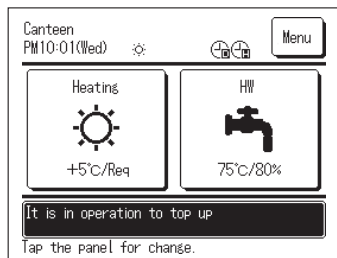 Canteen
PM10:01(Wed)
Menu
Heating
+5°C/Req
HW
75°C/80%
It is in operation to top up
Tap the panel for change.